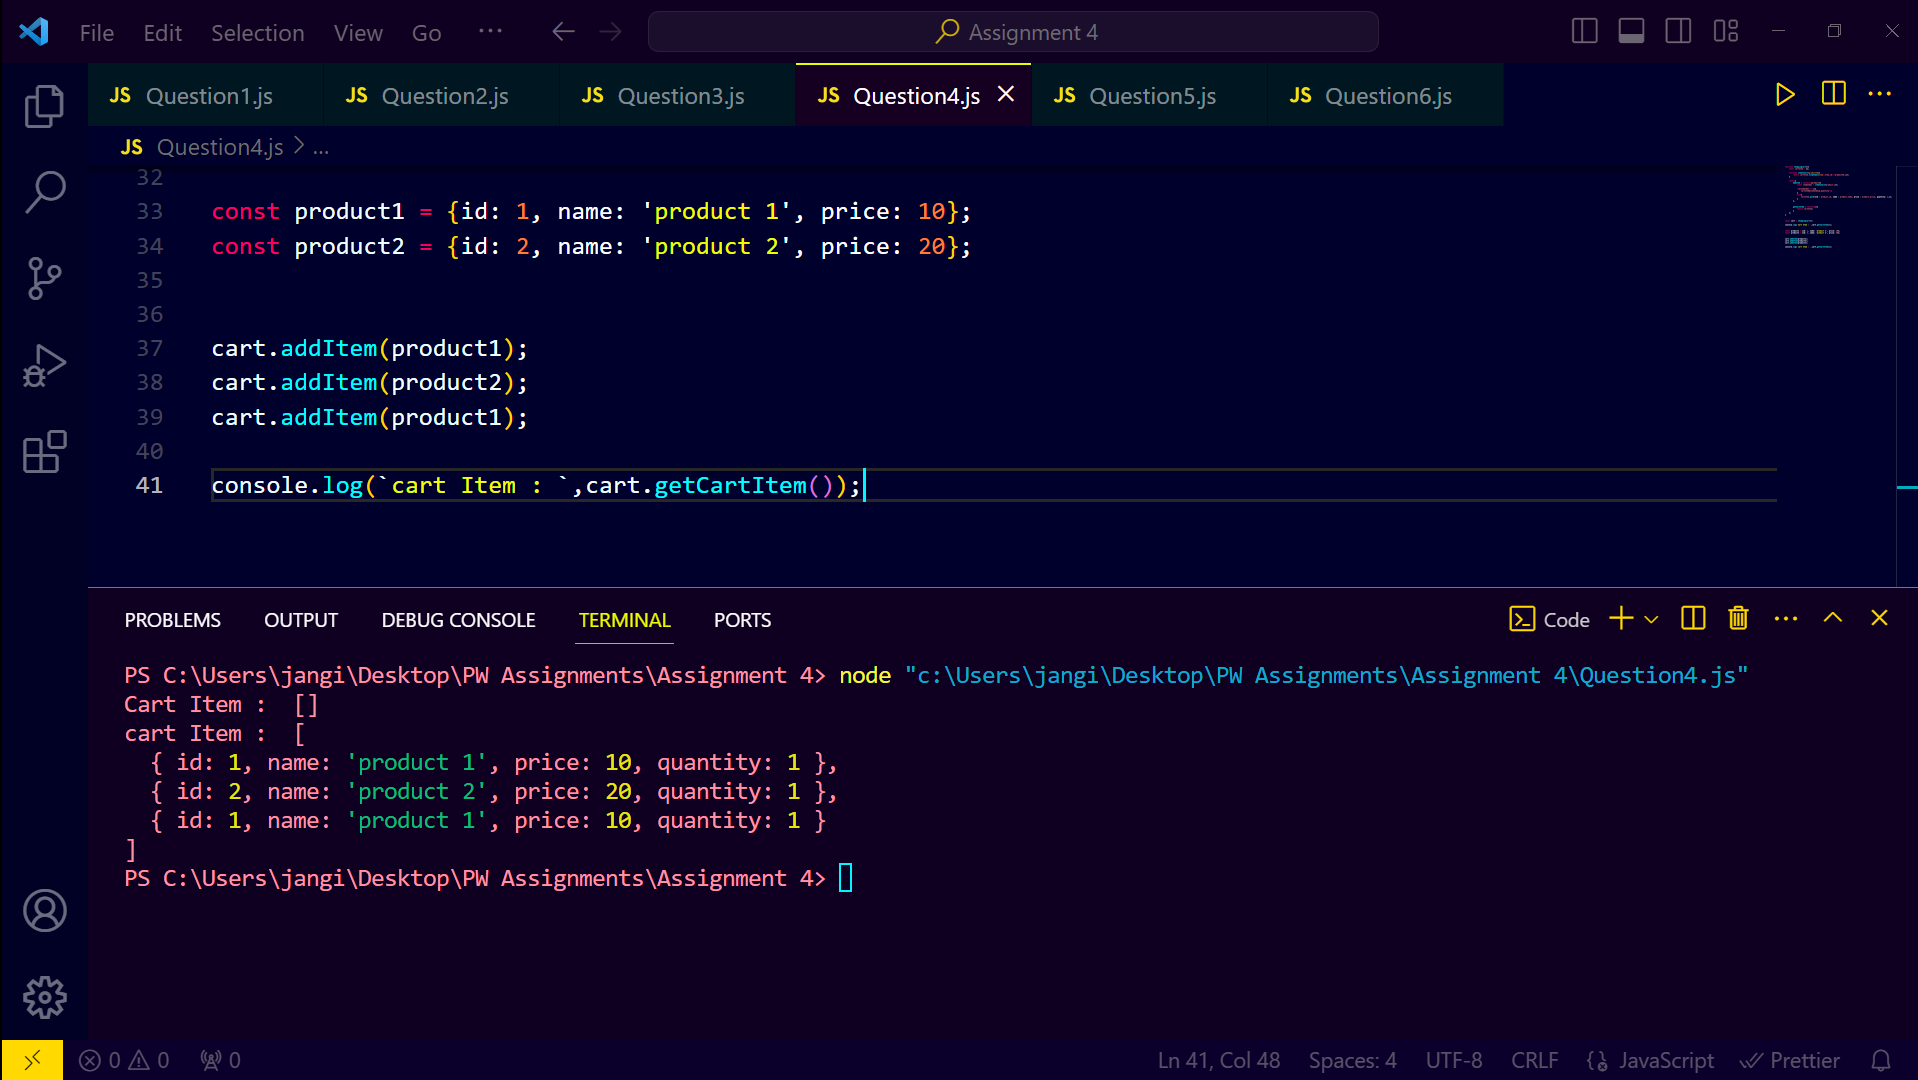 File Edit Selection View Go ··· Assignment 4
JS Question1.js JS Question2.js JS Question3.js JS Question4.js JS Question5.js JS Question6.js
JS Question4.js > ...
32
33 const product1 = {id: 1, name: 'product 1', price: 10};
34 const product2 = {id: 2, name: 'product 2', price: 20};
35
36
37 cart.addItem(product1);
38 cart.addItem(product2);
39 cart.addItem(product1);
40
41 console.log(`cart Item : `,cart.getCartItem());
PROBLEMS OUTPUT DEBUG CONSOLE TERMINAL PORTS Code
PS C:\Users\jangi\Desktop\PW Assignments\Assignment 4> node "c:\Users\jangi\Desktop\PW Assignments\Assignment 4\Question4.js"
Cart Item :  []
cart Item :  [
  { id: 1, name: 'product 1', price: 10, quantity: 1 },
  { id: 2, name: 'product 2', price: 20, quantity: 1 },
  { id: 1, name: 'product 1', price: 10, quantity: 1 }
]
PS C:\Users\jangi\Desktop\PW Assignments\Assignment 4>
0 0 0 Ln 41, Col 48 Spaces: 4 UTF-8 CRLF JavaScript Prettier